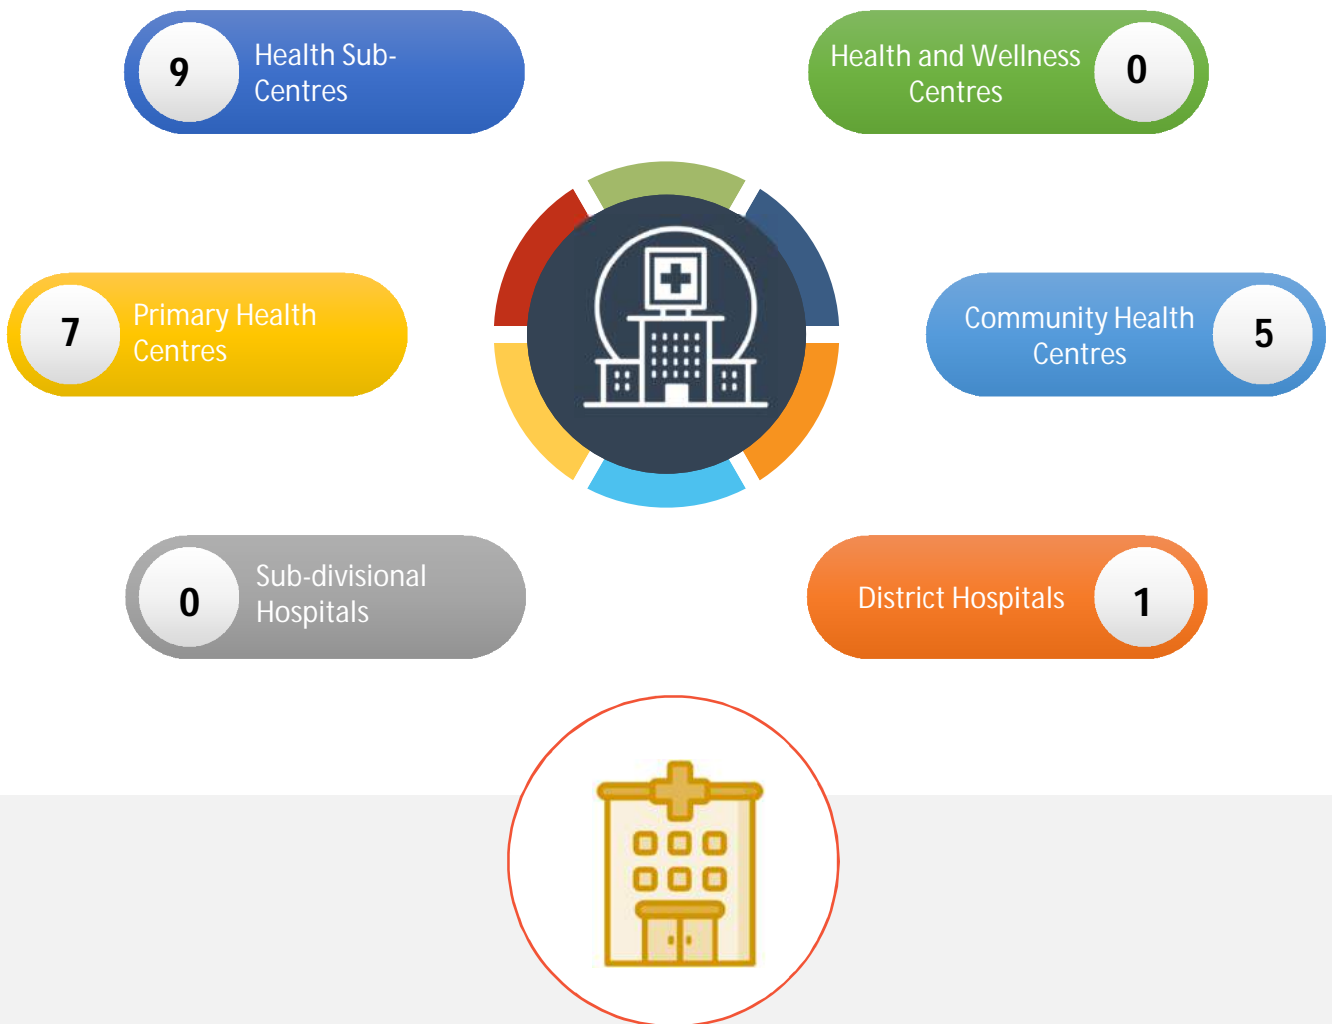 9
Health Sub-
Centres
Health and Wellness
Centres
0
7
Primary Health
Centres
Community Health
Centres
5
0
Sub-divisional
Hospitals
District Hospitals
1